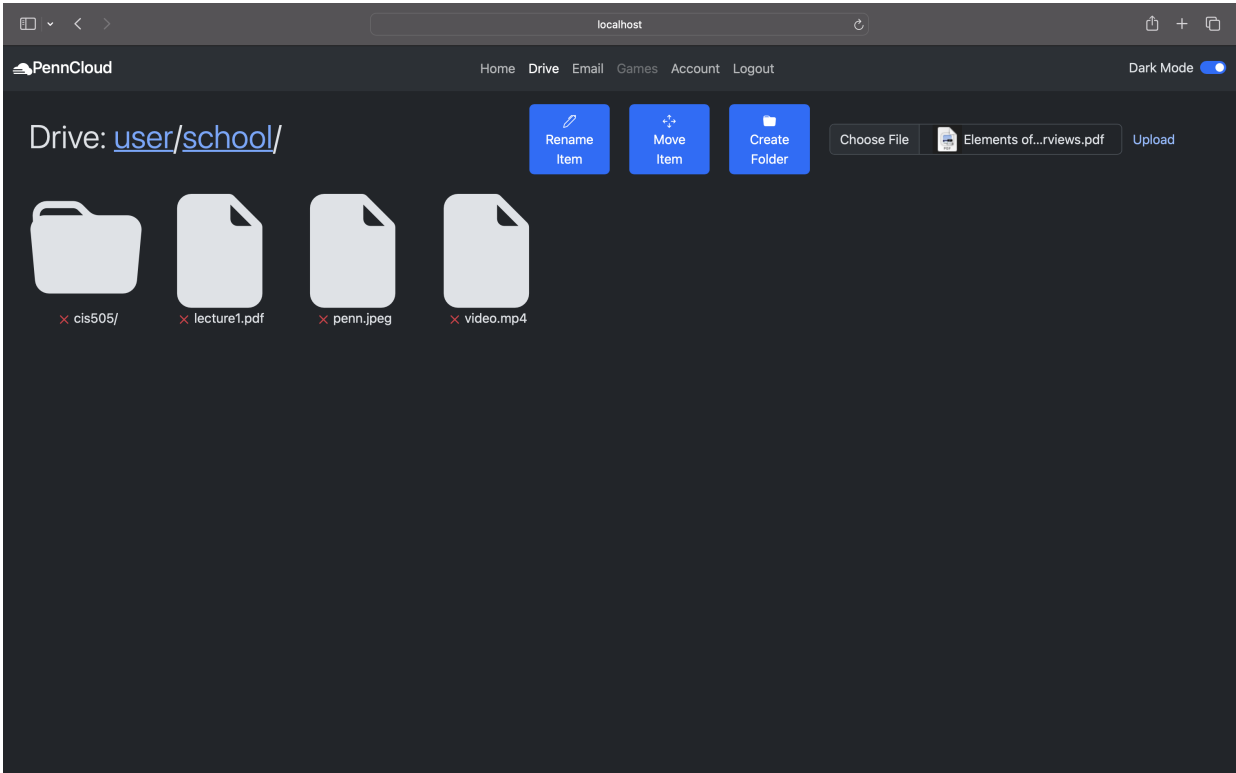 localhost
PennCloud
Home Drive Email Games Account Logout
Dark Mode
Drive: user/school/
Rename
Item
Move
Item
Create
Folder
Choose File
Elements of...rviews.pdf
Upload
cis505/
lecture1.pdf
penn.jpeg
video.mp4